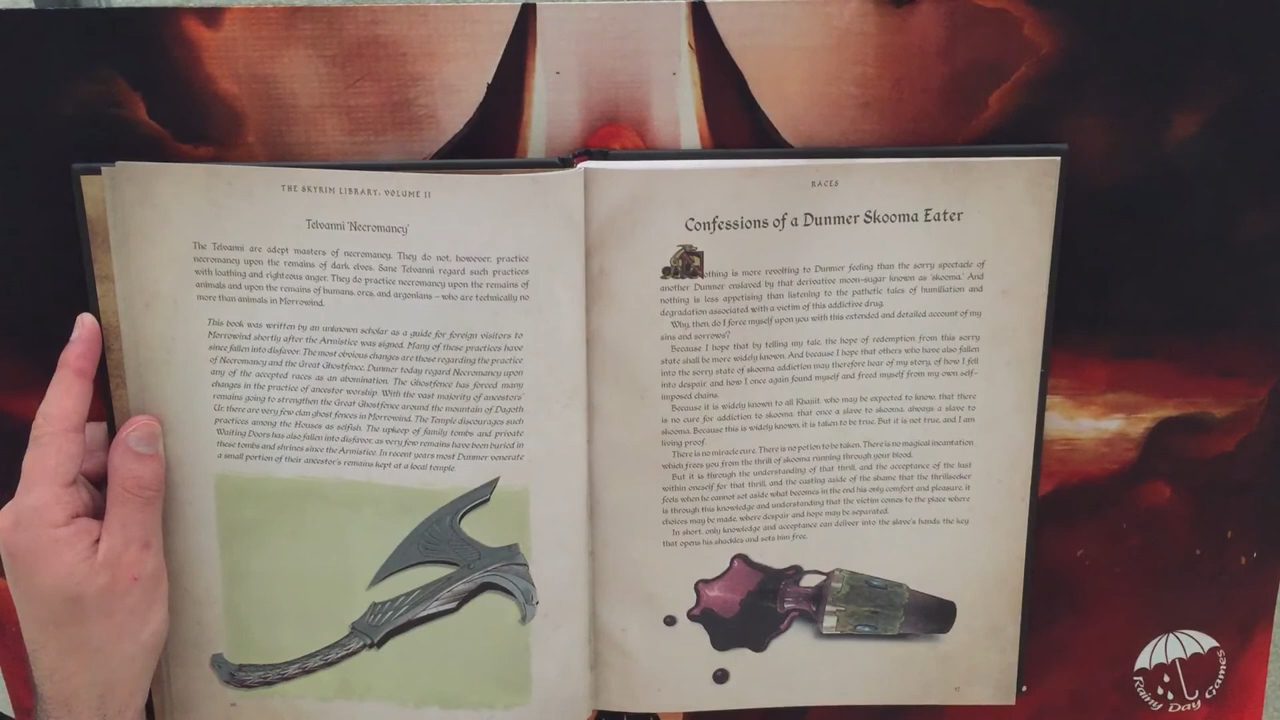 THE SKYRIM LIBRARY, VOLUME II
Telvanni 'Necromancy'
The Telvanni are adept masters of necromancy. They do not, however, practice
necromancy upon the remains of dark elves. Sane Telvanni regard such practices
with loathing and righteous anger. They do practice necromancy upon the remains of
animals and upon the remains of humans, orcs, and argonians – who are technically no
more than animals in Morrowind.
This book was written by an unknown scholar as a guide for foreign visitors to
Morrowind shortly after the Armistice was signed. Many of these practices have
since fallen into disfavor. The most obvious changes are those regarding the practice
of Necromancy and the Great Ghostfence. Dunmer today regard Necromancy upon
any of the accepted races as an abomination. The Ghostfence has forced many
changes in the practice of ancestor worship. With the vast majority of ancestors'
remains going to strengthen the Great Ghostfence around the mountain of Dagoth
Ur, there are very few clan ghost fences in Morrowind. The Temple discourages such
practices among the Houses as selfish. The upkeep of family tombs and private
Waiting Doors has also fallen into disfavor, as very few remains have been buried in
these tombs and shrines since the Armistice. In recent years most Dunmer venerate
a small portion of their ancestor's remains kept at a local temple.
RACES
Confessions of a Dunmer Skooma Eater
Nothing is more revolting to Dunmer feeling than the sorry spectacle of
another Dunmer enslaved by that derivative moon-sugar known as 'skooma.' And
nothing is less appetising than listening to the pathetic tales of humiliation and
degradation associated with a victim of this addictive drug.
Why, then, do I force myself upon you with this extended and detailed account of my
sins and sorrows?
Because I hope that by telling my tale, the hope of redemption from this sorry
state shall be more widely known. And because I hope that others who have also fallen
into the sorry state of skooma addiction may therefore hear of my story, of how I fell
into despair, and how I once again found myself and freed myself from my own self-
imposed chains.
Because it is widely known to all Khajiit, who may be expected to know, that there
is no cure for addiction to skooma, that once a slave to skooma, always a slave to
skooma. Because this is widely known, it is taken to be true. But it is not true, and I am
living proof.
There is no miracle cure. There is no potion to be taken. There is no magical incantation
which frees you from the thrill of skooma running through your blood.
But it is through the understanding of that thrill, and the acceptance of the lust
within oneself for that thrill, and the casting aside of the shame that the thrillseeker
feels when he cannot set aside what becomes in the end his only comfort and pleasure, it
is through this knowledge and understanding that the victim comes to the place where
choices may be made, where despair and hope may be separated.
In short, only knowledge and acceptance can deliver into the slave's hands the key
that opens his shackles and sets him free.
Rainy Day Games